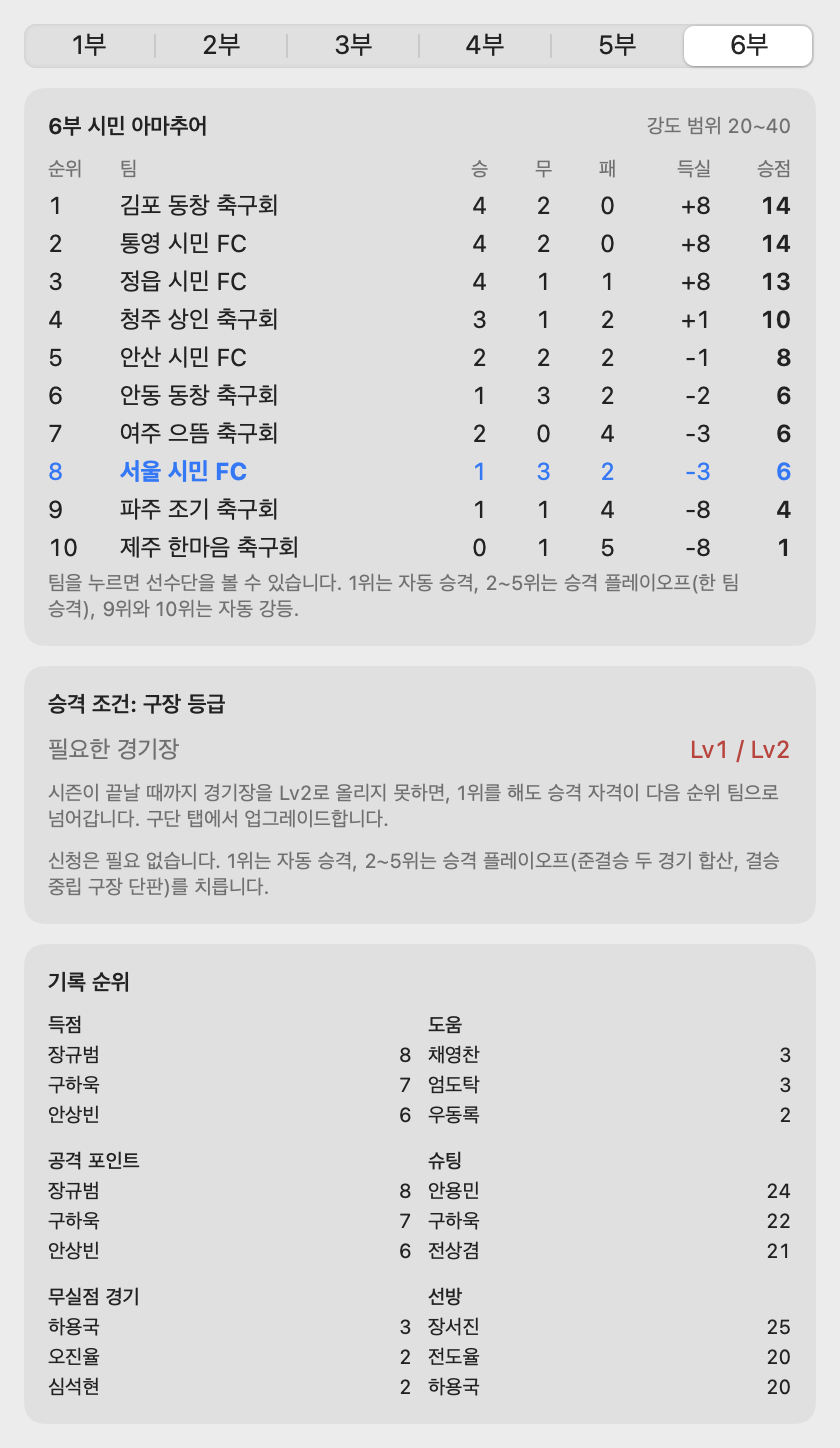 1부 2부 3부 4부 5부 6부
6부 시민 아마추어 강도 범위 20~40
순위 팀 승 무 패 득실 승점
1 김포 동창 축구회 4 2 0 +8 14
2 통영 시민 FC 4 2 0 +8 14
3 정읍 시민 FC 4 1 1 +8 13
4 청주 상인 축구회 3 1 2 +1 10
5 안산 시민 FC 2 2 2 -1 8
6 안동 동창 축구회 1 3 2 -2 6
7 여주 으뜸 축구회 2 0 4 -3 6
8 서울 시민 FC 1 3 2 -3 6
9 파주 조기 축구회 1 1 4 -8 4
10 제주 한마음 축구회 0 1 5 -8 1
팀을 누르면 선수단을 볼 수 있습니다. 1위는 자동 승격, 2~5위는 승격 플레이오프(한 팀
승격), 9위와 10위는 자동 강등.
승격 조건: 구장 등급
필요한 경기장 Lv1 / Lv2
시즌이 끝날 때까지 경기장을 Lv2로 올리지 못하면, 1위를 해도 승격 자격이 다음 순위 팀으로
넘어갑니다. 구단 탭에서 업그레이드합니다.
신청은 필요 없습니다. 1위는 자동 승격, 2~5위는 승격 플레이오프(준결승 두 경기 합산, 결승
중립 구장 단판)를 치릅니다.
기록 순위
득점 도움
장규범 8 채영찬 3
구하욱 7 엄도탁 3
안상빈 6 우동록 2
공격 포인트 슈팅
장규범 8 안용민 24
구하욱 7 구하욱 22
안상빈 6 전상겸 21
무실점 경기 선방
하용국 3 장서진 25
오진율 2 전도율 20
심석현 2 하용국 20